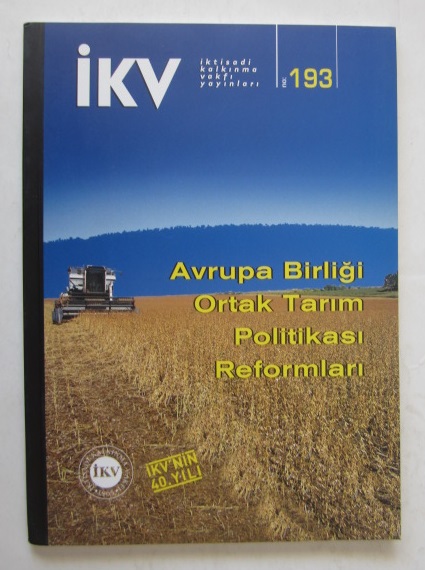 İKV
iktisadi
kalkınma
vakfı
yayınları
no: 193
Avrupa Birliği
Ortak Tarım
Politikası
Reformları
İKV
İKV'NİN
40.YILI